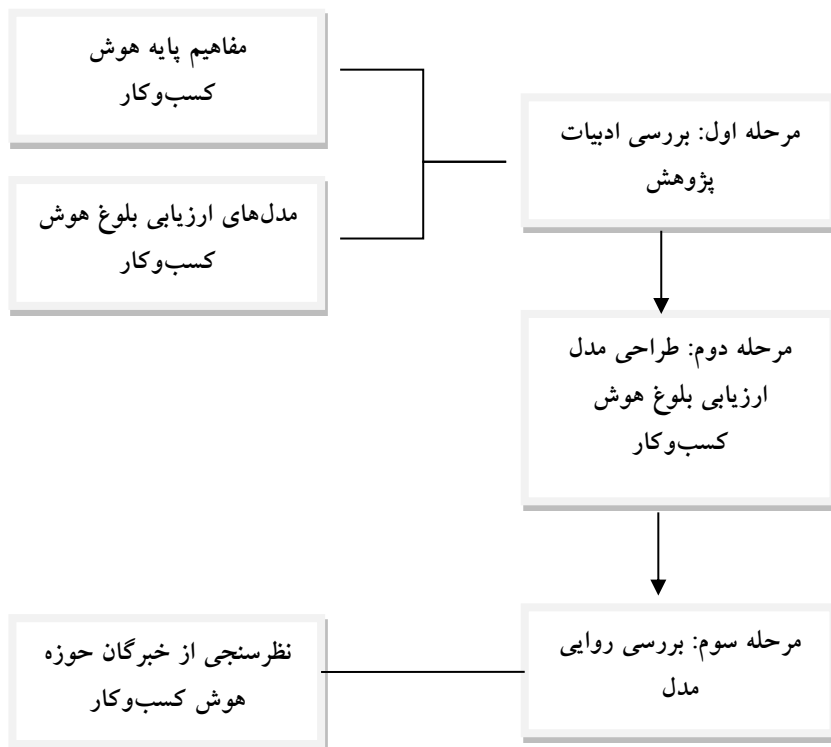 مرحله اول: بررسی ادبیات
پژوهش
مفاهیم پایه هوش
کسب‌وکار
مدل‌های ارزیابی بلوغ هوش
کسب‌وکار
مرحله دوم: طراحی مدل
ارزیابی بلوغ هوش
کسب‌وکار
مرحله سوم: بررسی روایی
مدل
نظرسنجی از خبرگان حوزه
هوش کسب‌وکار